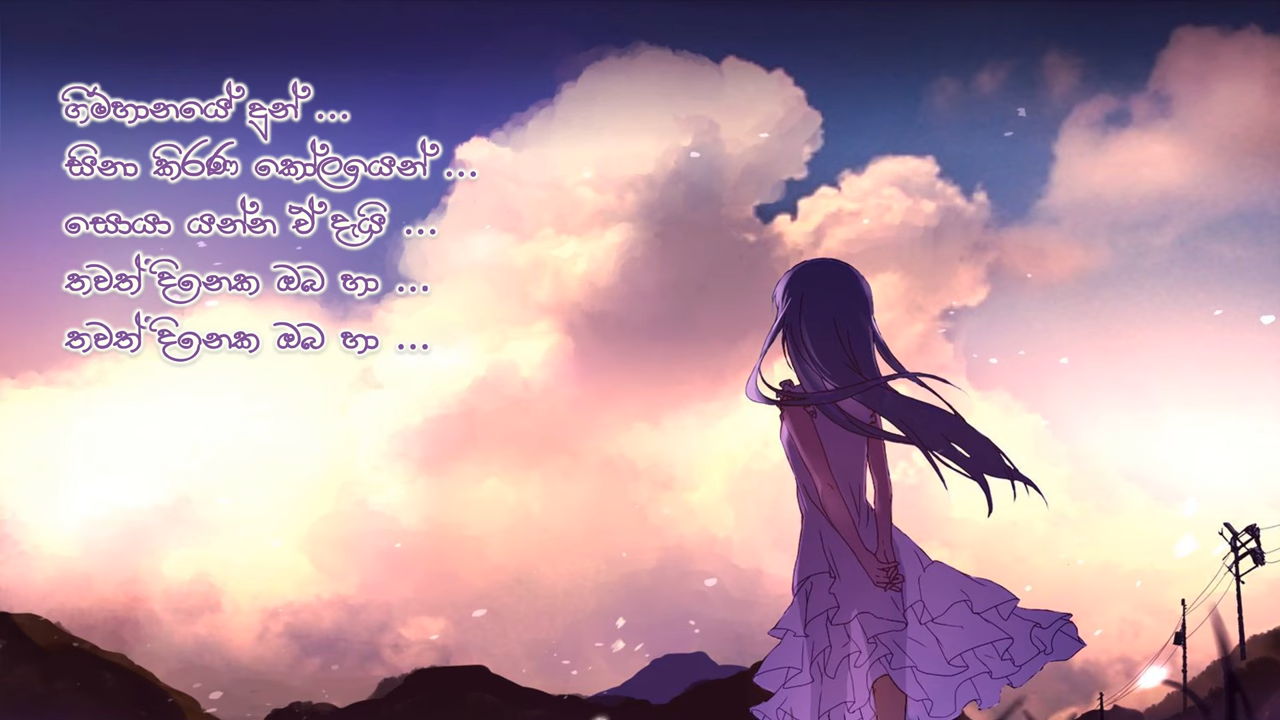 ගිම්හානයේ දුන් ...
සිනා කිරණ කෝලයෙන් ...
සොයා යන්න ඒ දැයි ...
තවත් දිනෙක ඔබ හා ...
තවත් දිනෙක ඔබ හා ...